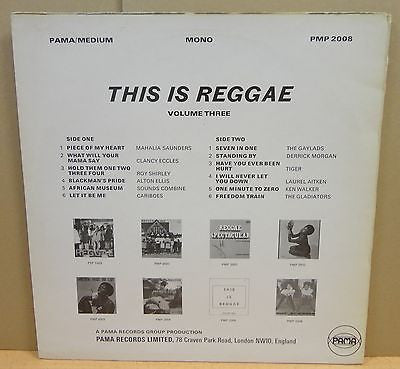 PAMA/MEDIUM MONO PMP 2008
THIS IS REGGAE
VOLUME THREE
SIDE ONE
1 PIECE OF MY HEART MAHALIA SAUNDERS
2 WHAT WILL YOUR
MAMA SAY CLANCY ECCLES
3 HOLD THEM ONE TWO
THREE FOUR ROY SHIRLEY
4 BLACKMAN'S PRIDE ALTON ELLIS
5 AFRICAN MUSEUM SOUNDS COMBINE
6 LET IT BE ME CARIBOES
SIDE TWO
1 SEVEN IN ONE THE GAYLADS
2 STANDING BY DERRICK MORGAN
3 HAVE YOU EVER BEEN
HURT TIGER
4 I WILL NEVER LET
YOU DOWN LAUREL AITKEN
5 ONE MINUTE TO ZERO KEN WALKER
6 FREEDOM TRAIN THE GLADIATORS
REGGAE
SPECTACULAR
THIS
IS
REGGAE
A PAMA RECORDS GROUP PRODUCTION
PAMA RECORDS LIMITED, 78 Craven Park Road, London NW10, England
PAMA